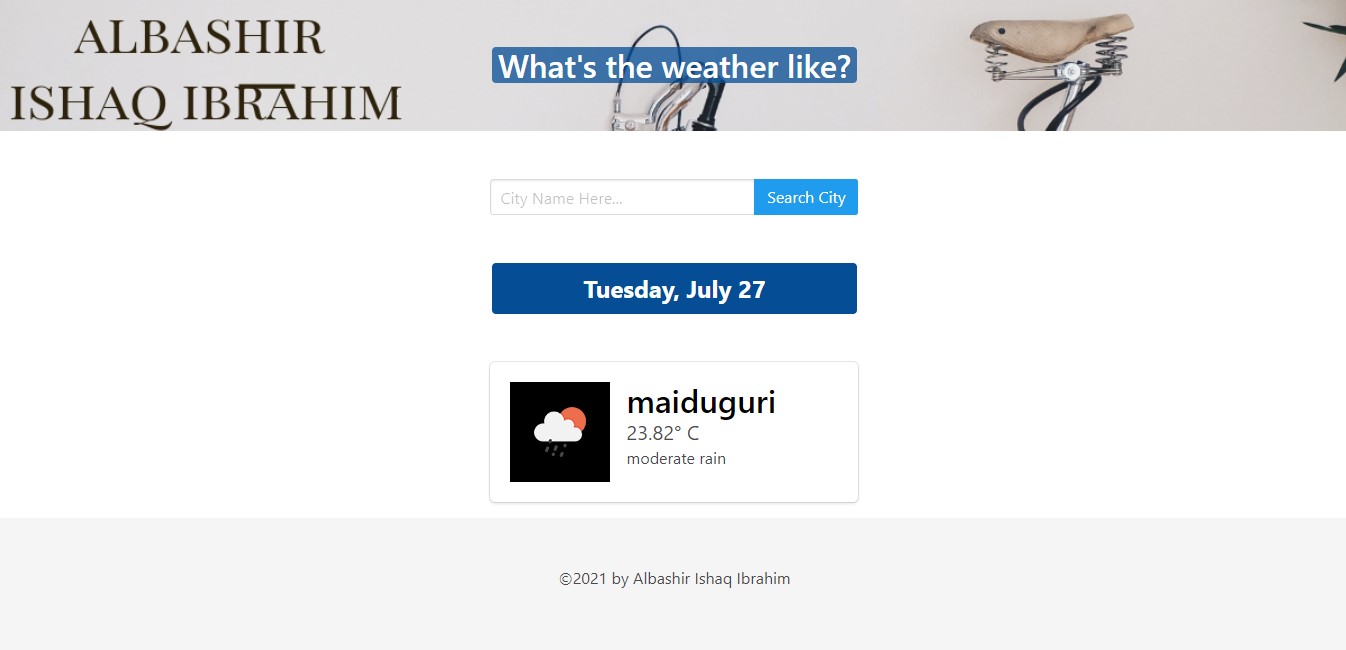 ALBASHIR
ISHAQ IBRAHIM
What's the weather like?
City Name Here...
Search City
Tuesday, July 27
maiduguri
23.82° C
moderate rain
©2021 by Albashir Ishaq Ibrahim